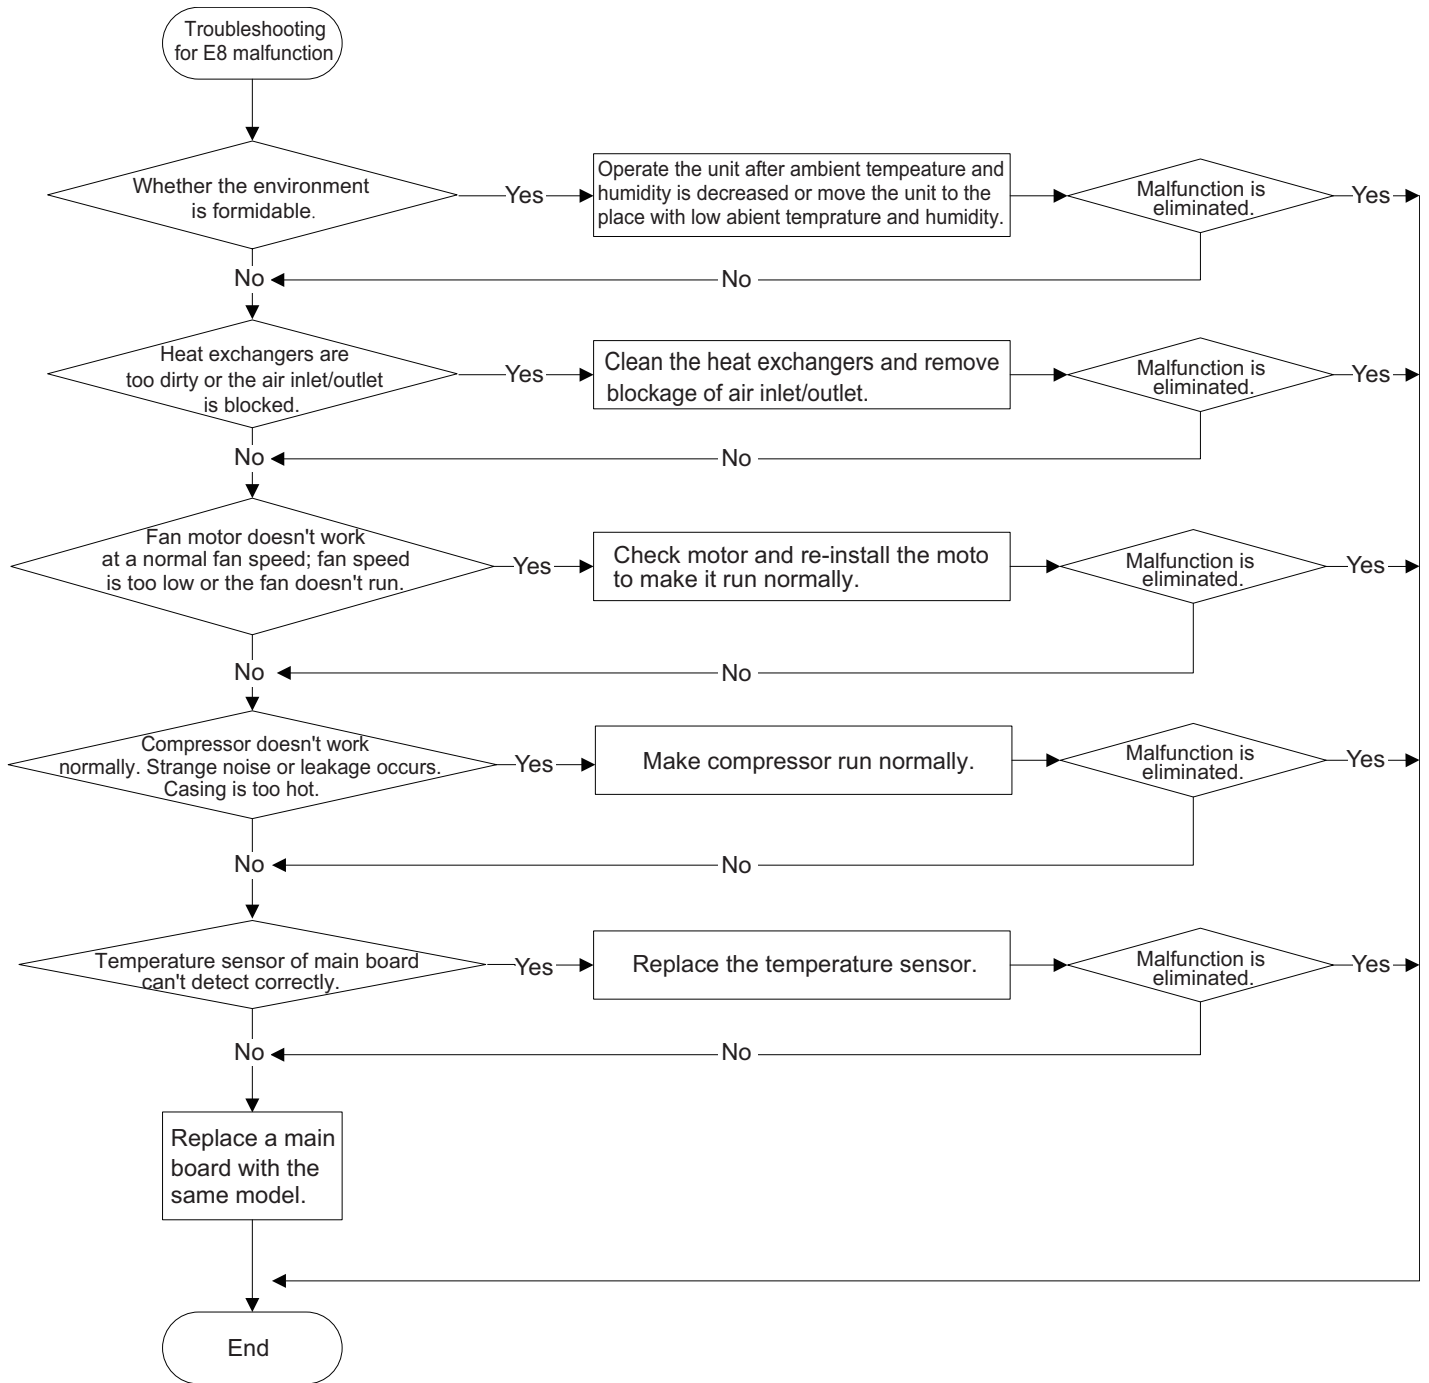 Troubleshooting
for E8 malfunction
Whether the environment
is formidable.
Yes
Operate the unit after ambient tempeature and
humidity is decreased or move the unit to the
place with low abient temprature and humidity.
Malfunction is
eliminated.
Yes
No
No
Heat exchangers are
too dirty or the air inlet/outlet
is blocked.
Yes
Clean the heat exchangers and remove
blockage of air inlet/outlet.
Malfunction is
eliminated.
Yes
No
No
Fan motor doesn't work
at a normal fan speed; fan speed
is too low or the fan doesn't run.
Yes
Check motor and re-install the moto
to make it run normally.
Malfunction is
eliminated.
Yes
No
No
Compressor doesn't work
normally. Strange noise or leakage occurs.
Casing is too hot.
Yes
Make compressor run normally.
Malfunction is
eliminated.
Yes
No
No
Temperature sensor of main board
can't detect correctly.
Yes
Replace the temperature sensor.
Malfunction is
eliminated.
Yes
No
No
Replace a main
board with the
same model.
End